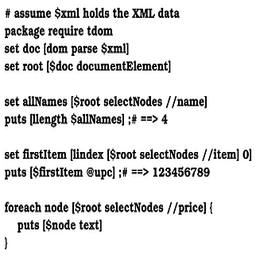 # assume $xml holds the XML data
package require tdom
set doc [dom parse $xml]
set root [$doc documentElement]
set allNames [$root selectNodes //name]
puts [llength $allNames] ;# ==> 4
set firstItem [lindex [$root selectNodes //item] 0]
puts [$firstItem @upc] ;# ==> 123456789
foreach node [$root selectNodes //price] {
puts [$node text]
}